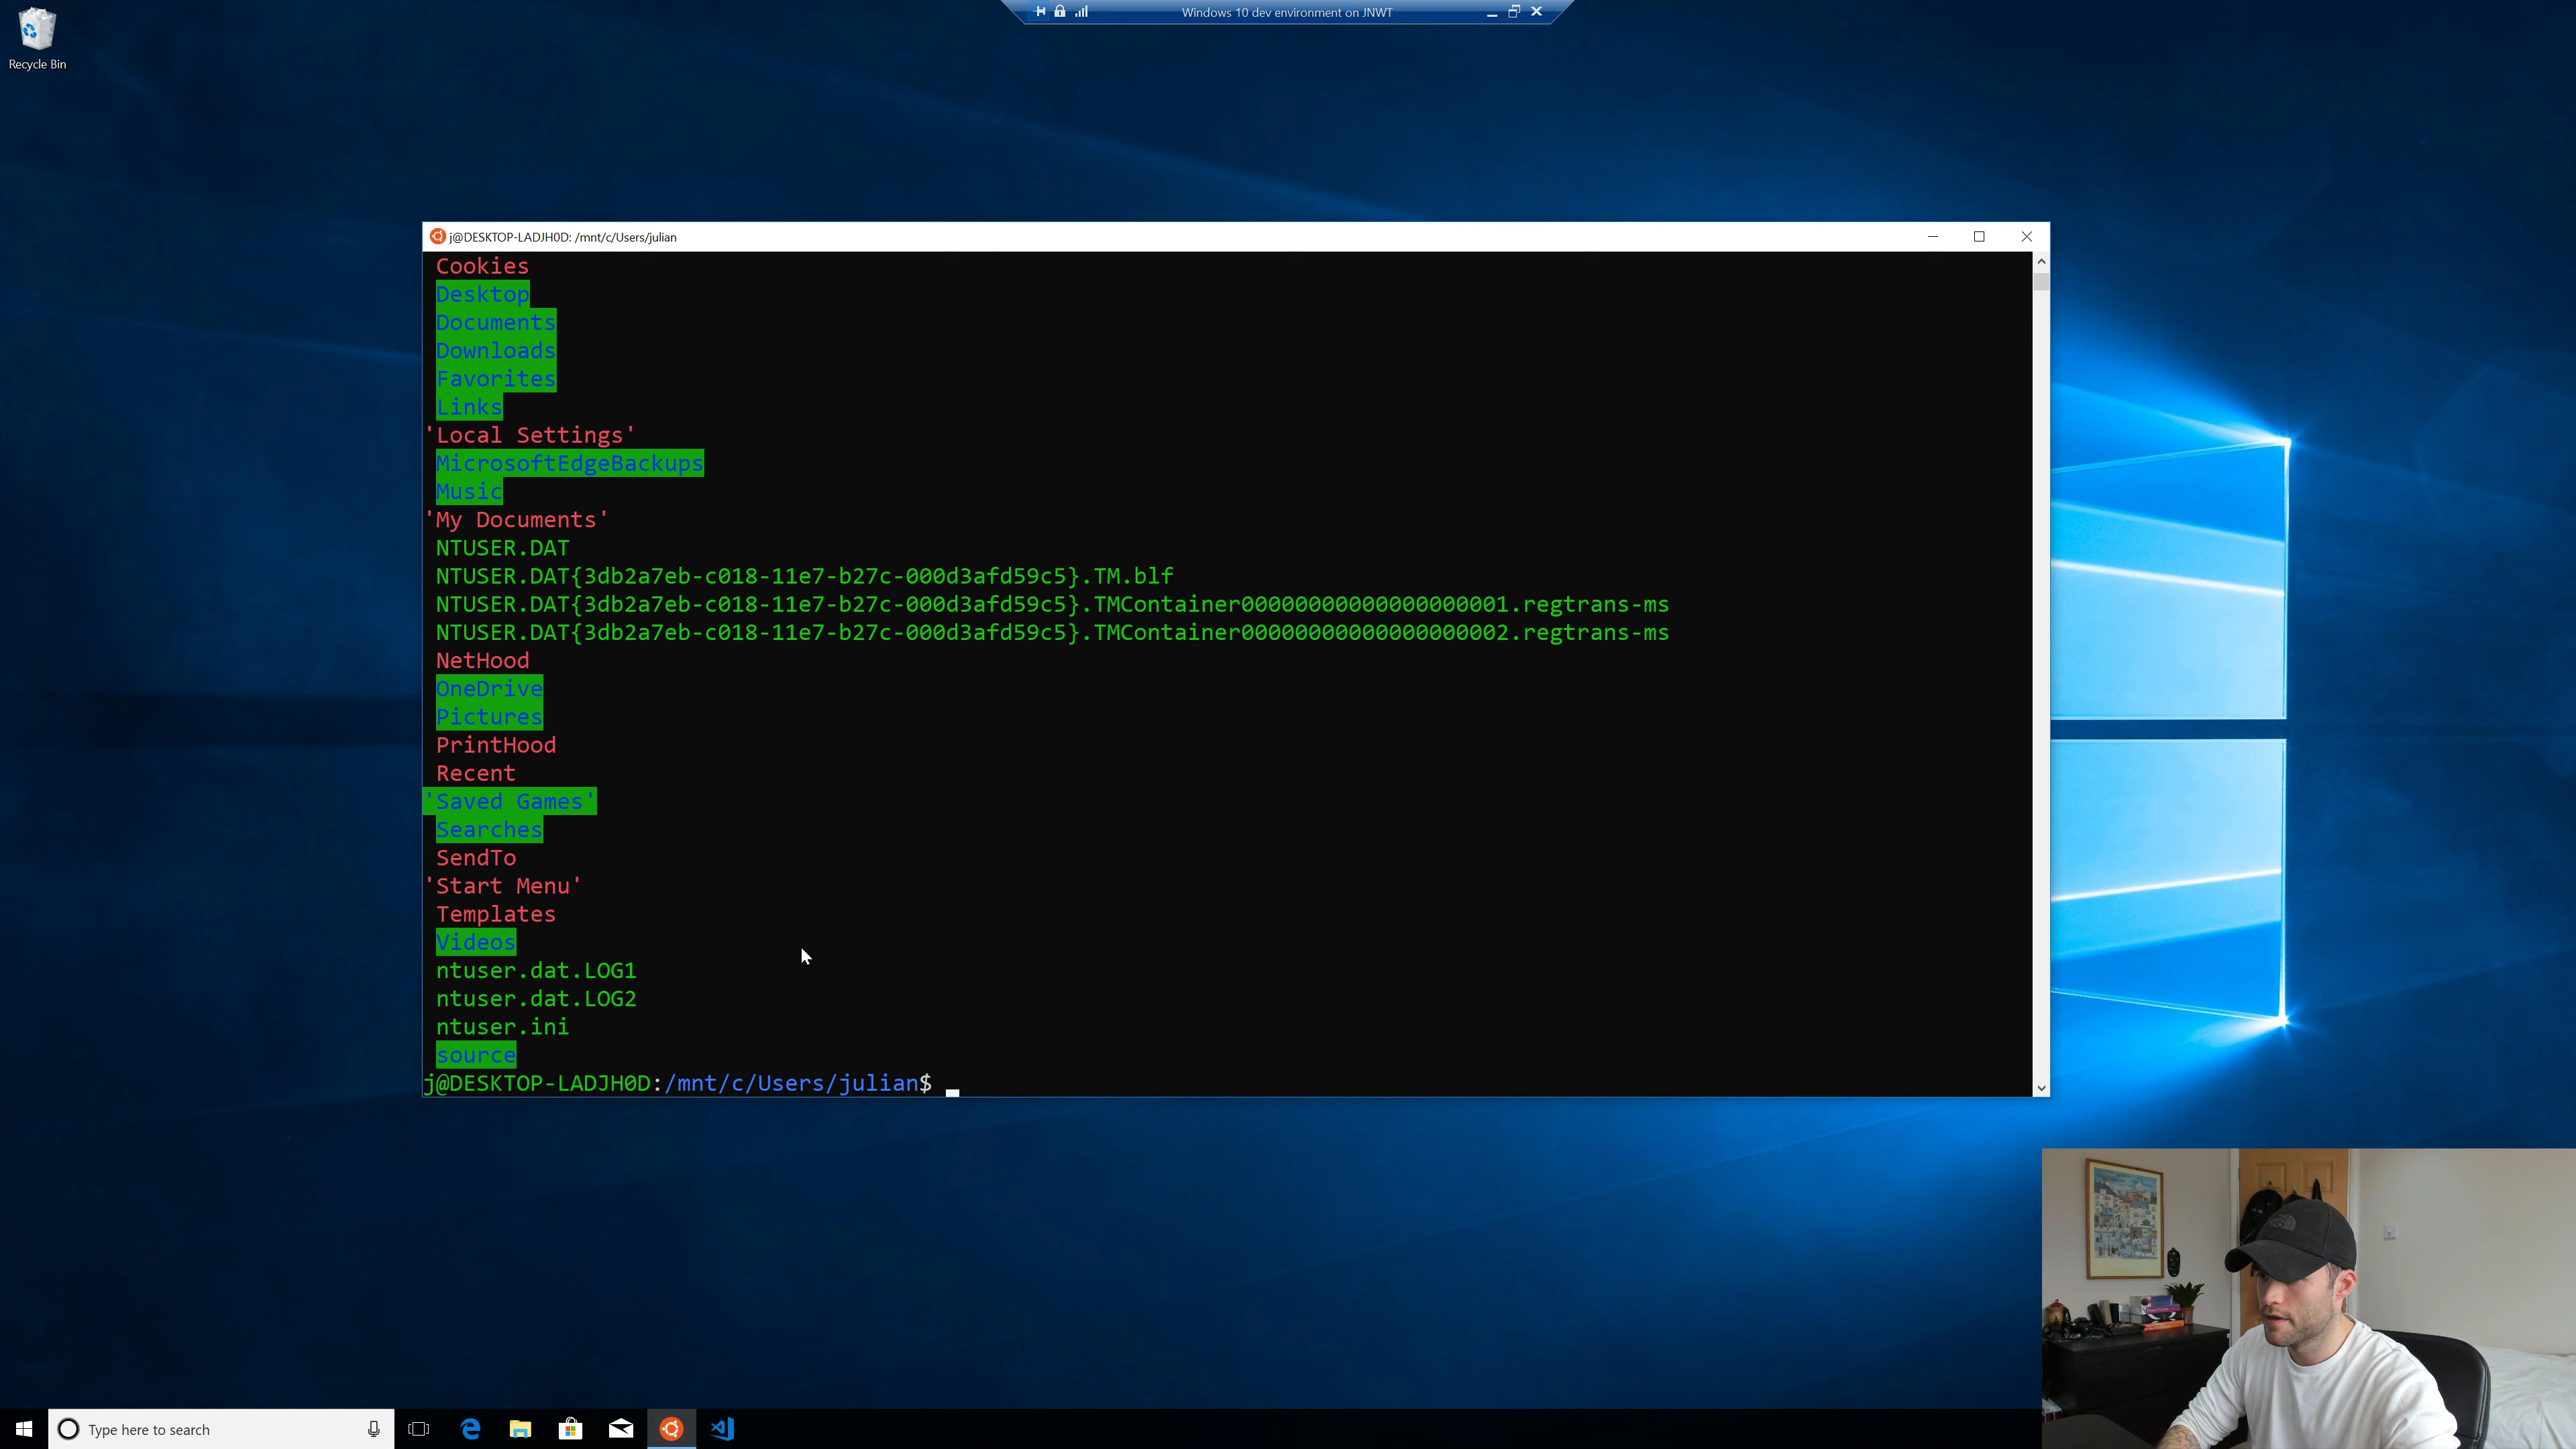 Windows 10 dev environment on JNWT
Recycle Bin
j@DESKTOP-LADJH0D: /mnt/c/Users/julian
Cookies
Desktop
Documents
Downloads
Favorites
Links
'Local Settings'
MicrosoftEdgeBackups
Music
'My Documents'
NTUSER.DAT
NTUSER.DAT{3db2a7eb-c018-11e7-b27c-000d3afd59c5}.TM.blf
NTUSER.DAT{3db2a7eb-c018-11e7-b27c-000d3afd59c5}.TMContainer00000000000000000001.regtrans-ms
NTUSER.DAT{3db2a7eb-c018-11e7-b27c-000d3afd59c5}.TMContainer00000000000000000002.regtrans-ms
NetHood
OneDrive
Pictures
PrintHood
Recent
'Saved Games'
Searches
SendTo
'Start Menu'
Templates
Videos
ntuser.dat.LOG1
ntuser.dat.LOG2
ntuser.ini
source
j@DESKTOP-LADJH0D:/mnt/c/Users/julian$
Type here to search